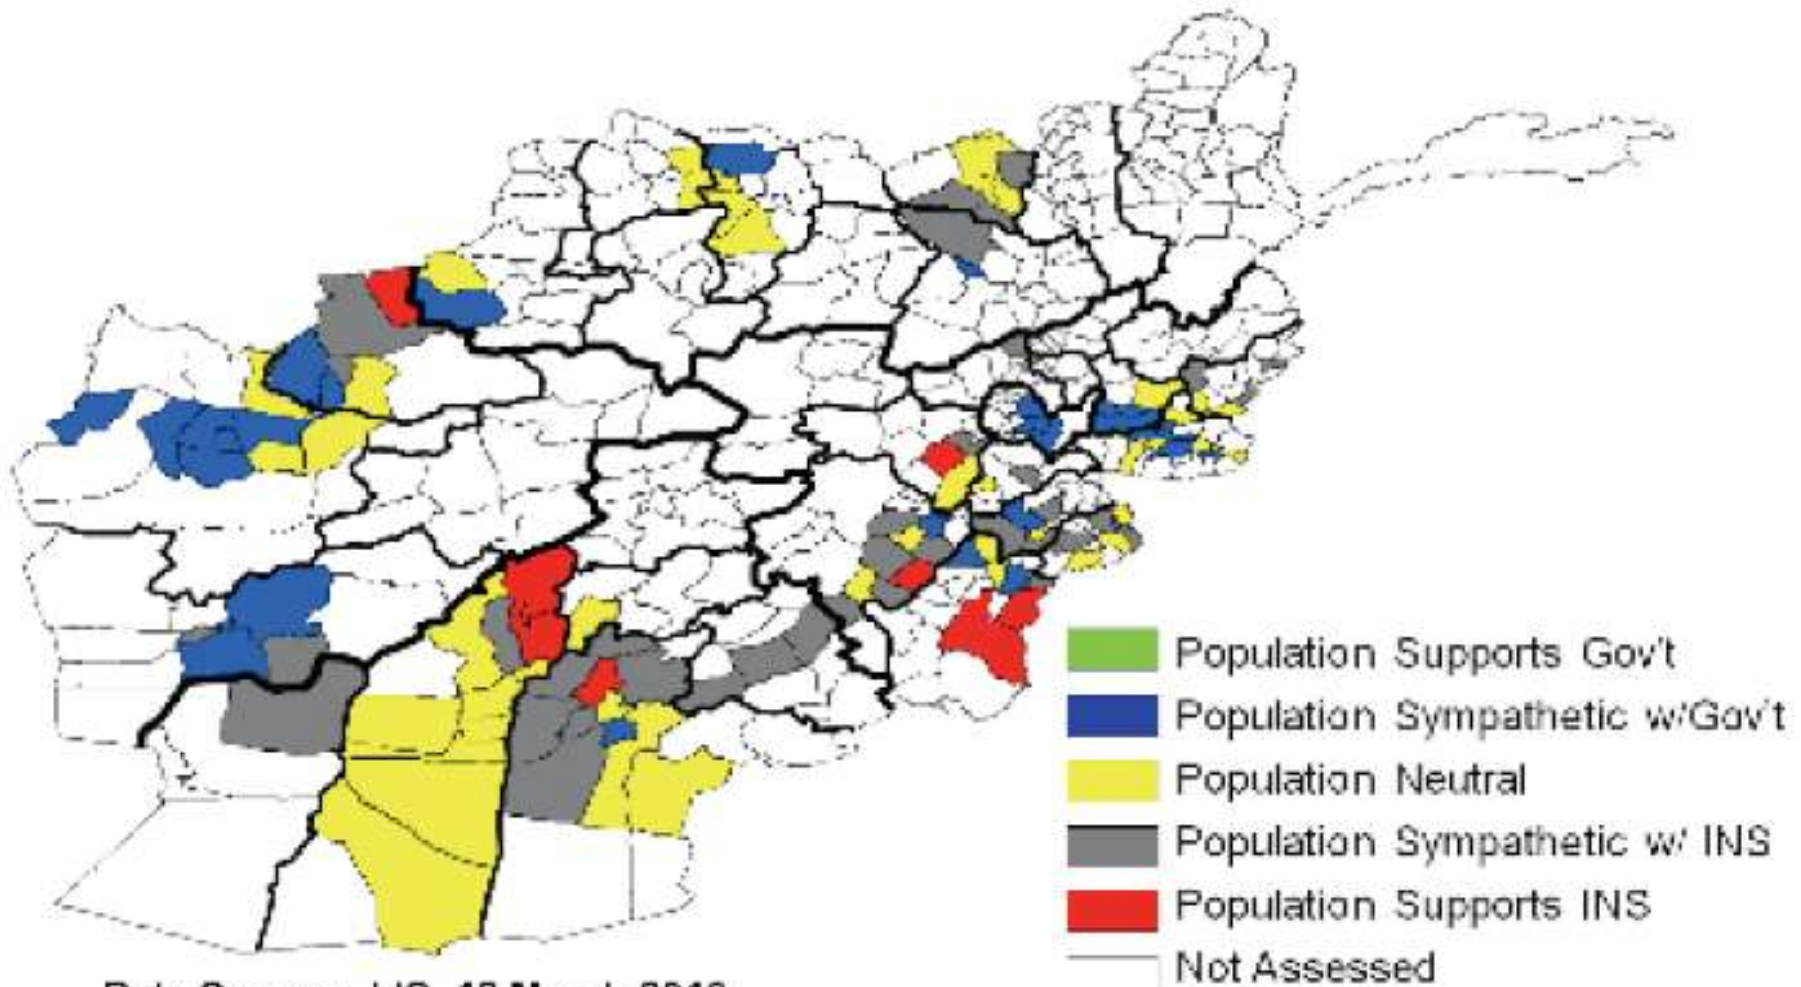 Population Supports Gov't
Population Sympathetic w/Gov't
Population Neutral
Population Sympathetic w/ INS
Population Supports INS
Not Assessed